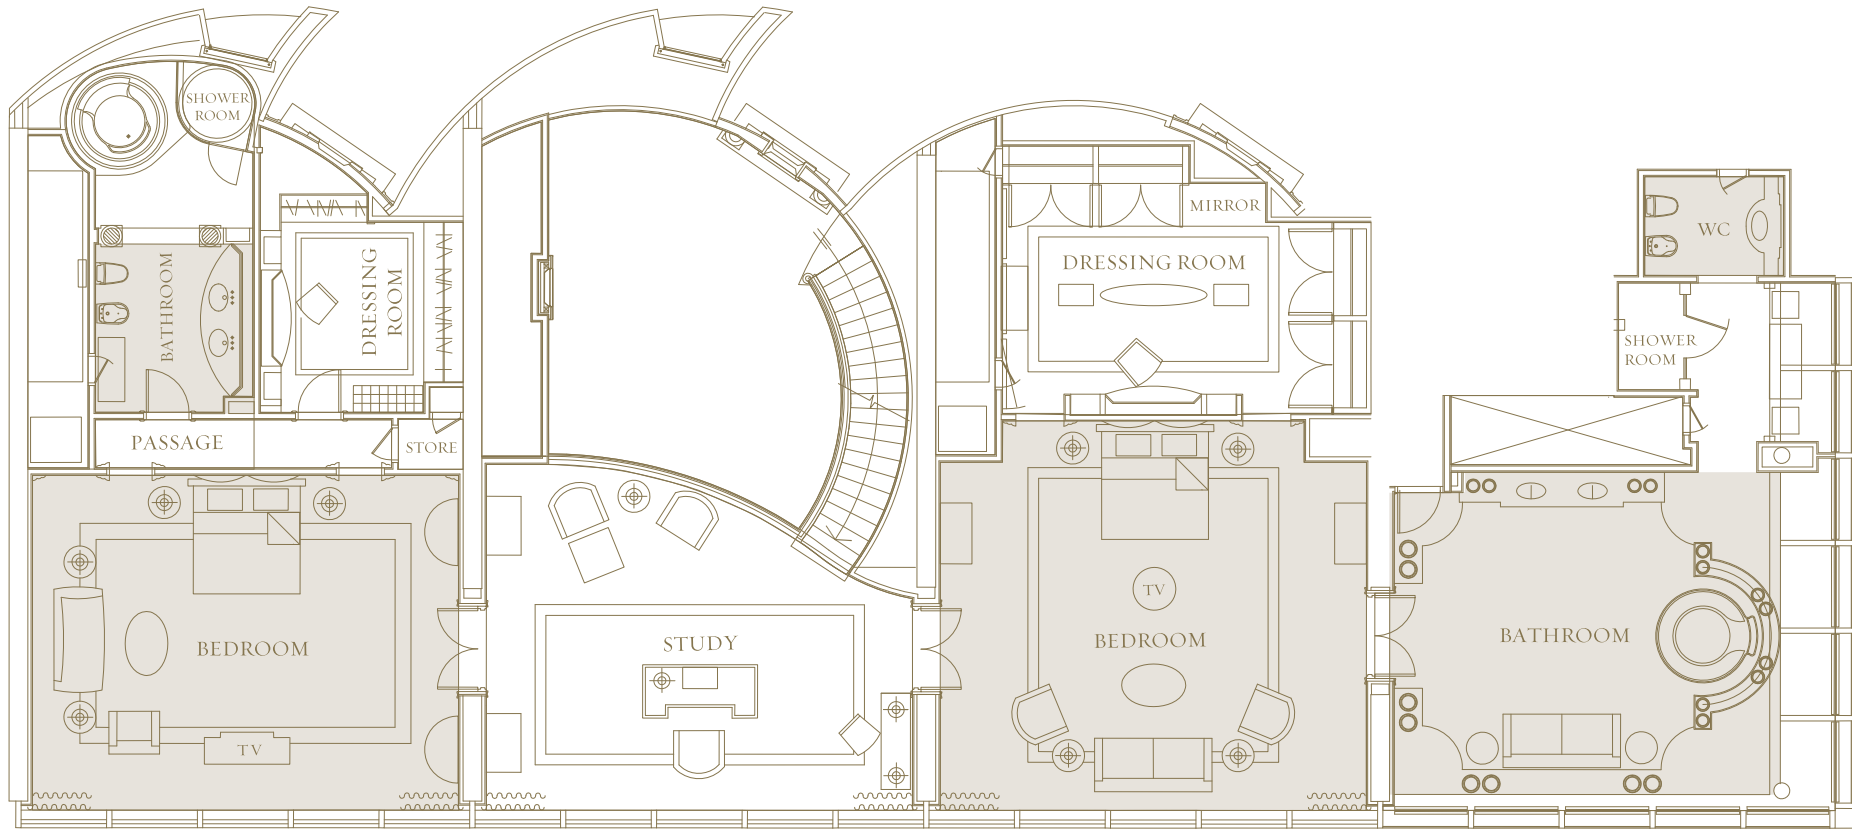 SHOWER
ROOM
BATHROOM
DRESSING
ROOM
PASSAGE
STORE
BEDROOM
TV
STUDY
MIRROR
DRESSING ROOM
TV
BEDROOM
WC
SHOWER
ROOM
BATHROOM